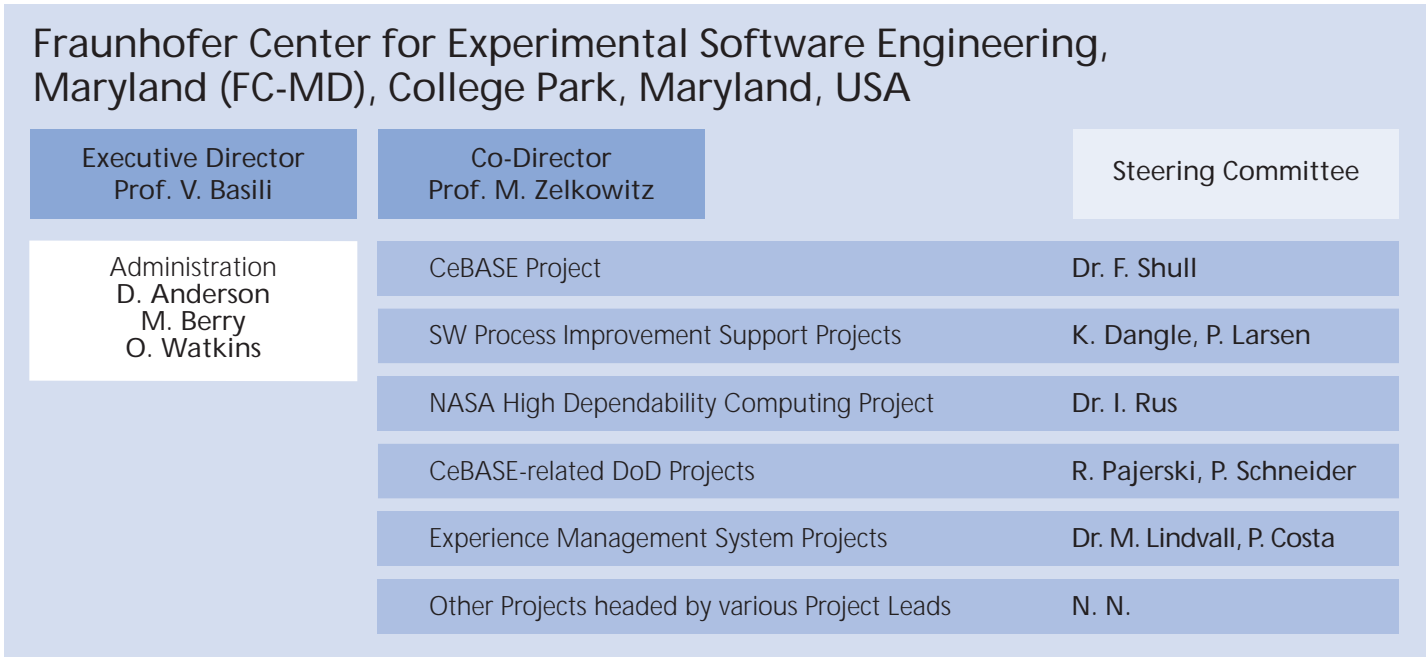 Fraunhofer Center for Experimental Software Engineering,
Maryland (FC-MD), College Park, Maryland, USA
Executive Director
Prof. V. Basili
Co-Director
Prof. M. Zelkowitz
Steering Committee
Administration
D. Anderson
M. Berry
O. Watkins
CeBASE Project Dr. F. Shull
SW Process Improvement Support Projects K. Dangle, P. Larsen
NASA High Dependability Computing Project Dr. I. Rus
CeBASE-related DoD Projects R. Pajerski, P. Schneider
Experience Management System Projects Dr. M. Lindvall, P. Costa
Other Projects headed by various Project Leads N. N.